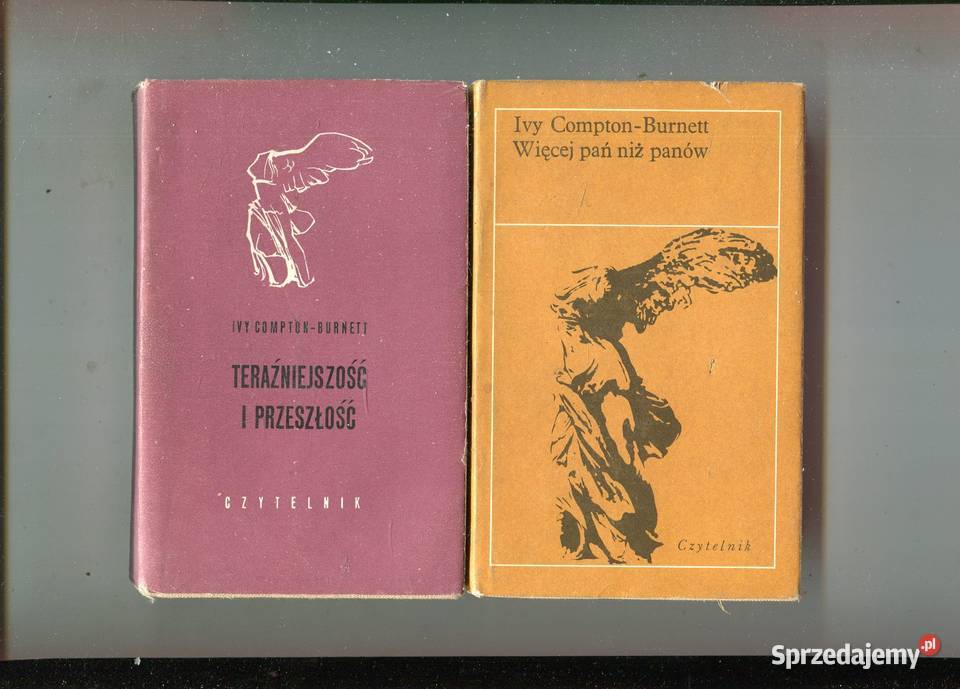 IVY COMPTON-BURNETT
TERAŹNIEJSZOŚĆ
I PRZESZŁOŚĆ
CZYTELNIK
Ivy Compton-Burnett
Więcej pań niż panów
Czytelnik
Sprzedajemy.pl